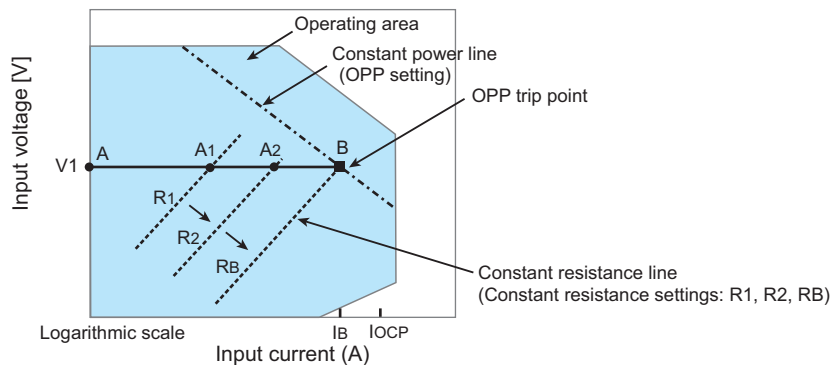 Operating area
Constant power line
(OPP setting)
OPP trip point
Input voltage [V]
V1
A
A1
A2
B
R1
R2
RB
Constant resistance line
(Constant resistance settings: R1, R2, RB)
Logarithmic scale
IB
IOCP
Input current (A)